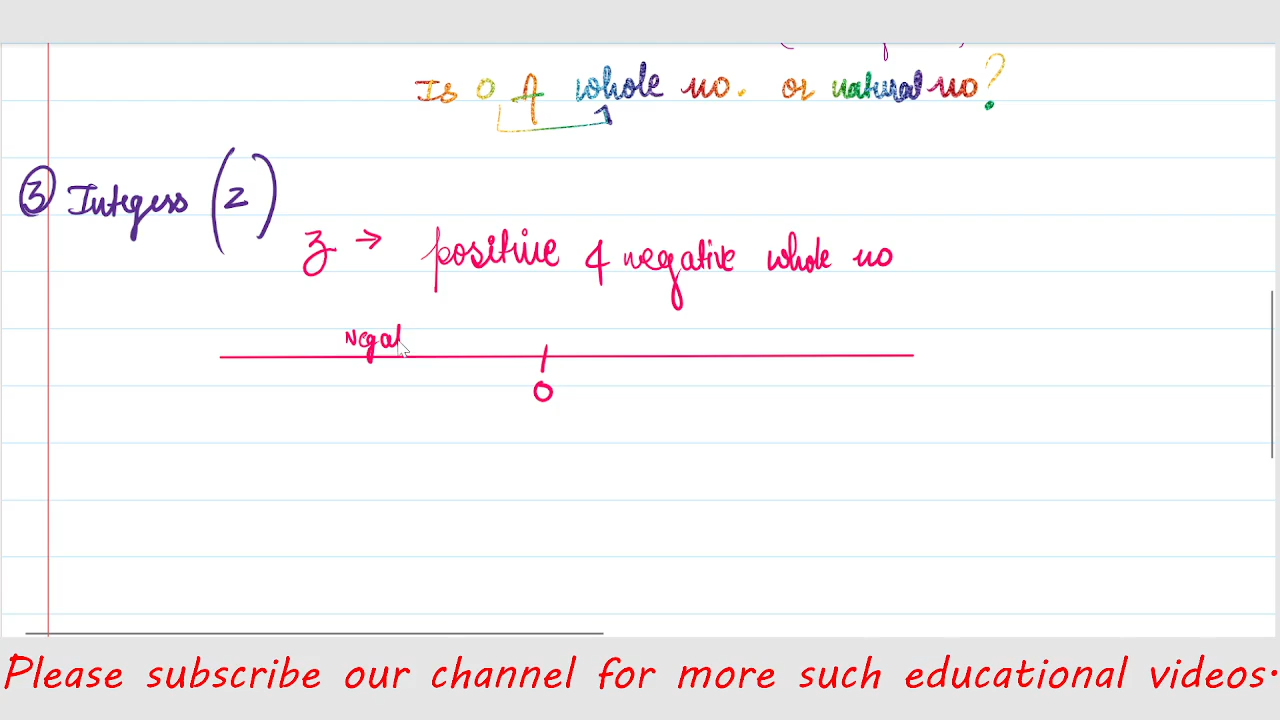 Is 0 A whole no. or natural no?
③ Integess (Z)
Z → positive & negative whole no
Negat
0
Please subscribe our channel for more such educational videos.